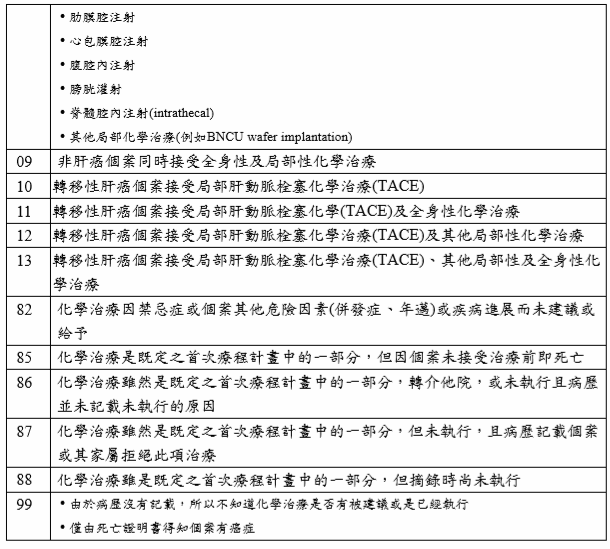 • 肋膜腔注射
• 心包膜腔注射
• 腹腔內注射
• 膀胱灌射
• 脊髓腔內注射(intrathecal)
• 其他局部化學治療(例如BNCU wafer implantation)
09 非肝癌個案同時接受全身性及局部性化學治療
10 轉移性肝癌個案接受局部肝動脈栓塞化學治療(TACE)
11 轉移性肝癌個案接受局部肝動脈栓塞化學(TACE)及全身性化學治療
12 轉移性肝癌個案接受局部肝動脈栓塞化學治療(TACE)及其他局部性化學治療
13 轉移性肝癌個案接受局部肝動脈栓塞化學治療(TACE)、其他局部性及全身性化
學治療
82 化學治療因禁忌症或個案其他危險因素(併發症、年邁)或疾病進展而未建議或
給予
85 化學治療是既定之首次療程計畫中的一部分，但因個案未接受治療前即死亡
86 化學治療雖然是既定之首次療程計畫中的一部分，轉介他院，或未執行且病歷
並未記載未執行的原因
87 化學治療雖然是既定之首次療程計畫中的一部分，但未執行，且病歷記載個案
或其家屬拒絕此項治療
88 化學治療雖是既定之首次療程計畫中的一部分，但摘錄時尚未執行
99 • 由於病歷沒有記載，所以不知道化學治療是否有被建議或是已經執行
• 僅由死亡證明書得知個案有癌症